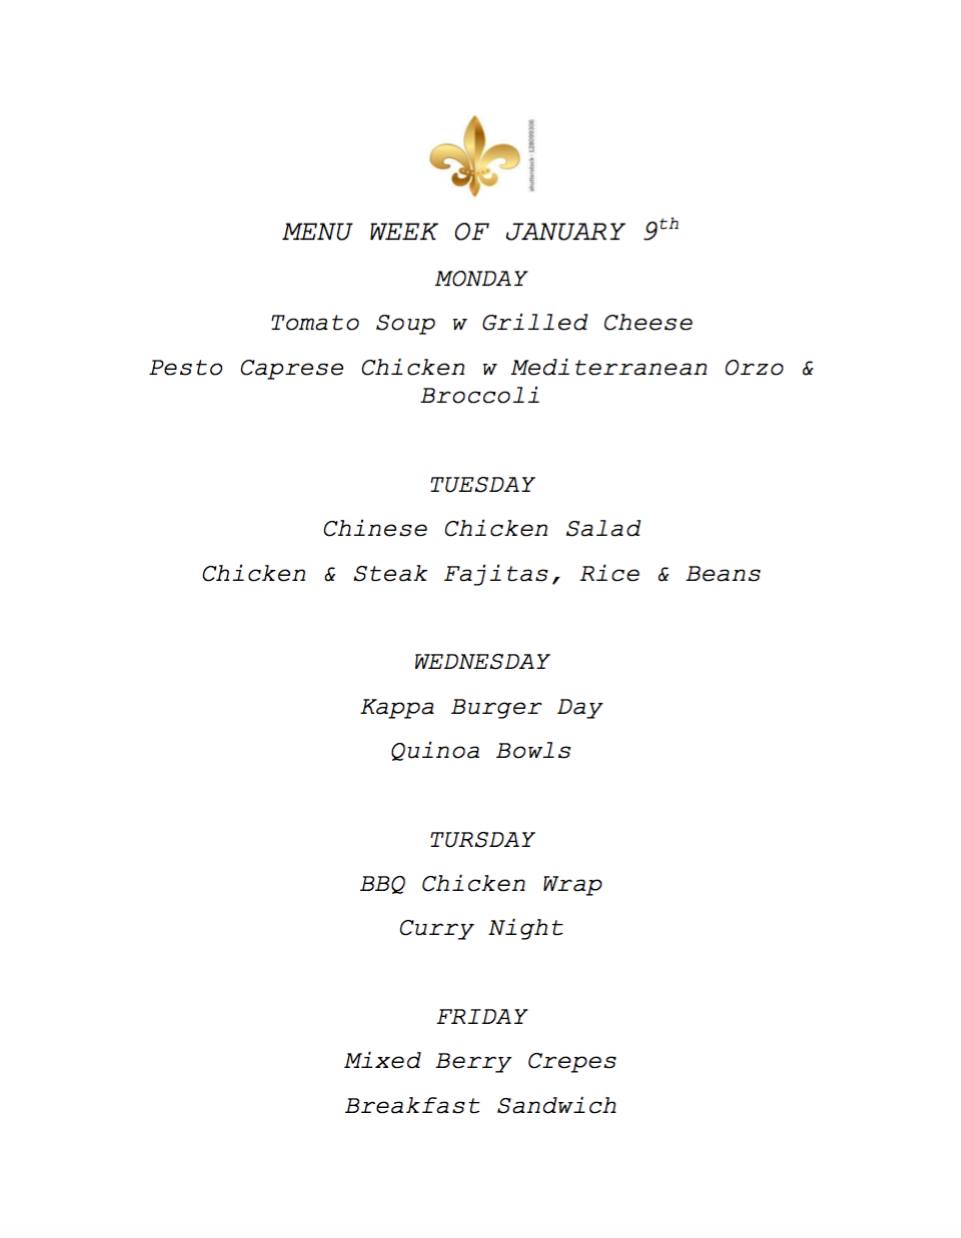 shutterstock · 128099306
MENU WEEK OF JANUARY 9th
MONDAY
Tomato Soup w Grilled Cheese
Pesto Caprese Chicken w Mediterranean Orzo &
Broccoli
TUESDAY
Chinese Chicken Salad
Chicken & Steak Fajitas, Rice & Beans
WEDNESDAY
Kappa Burger Day
Quinoa Bowls
TURSDAY
BBQ Chicken Wrap
Curry Night
FRIDAY
Mixed Berry Crepes
Breakfast Sandwich